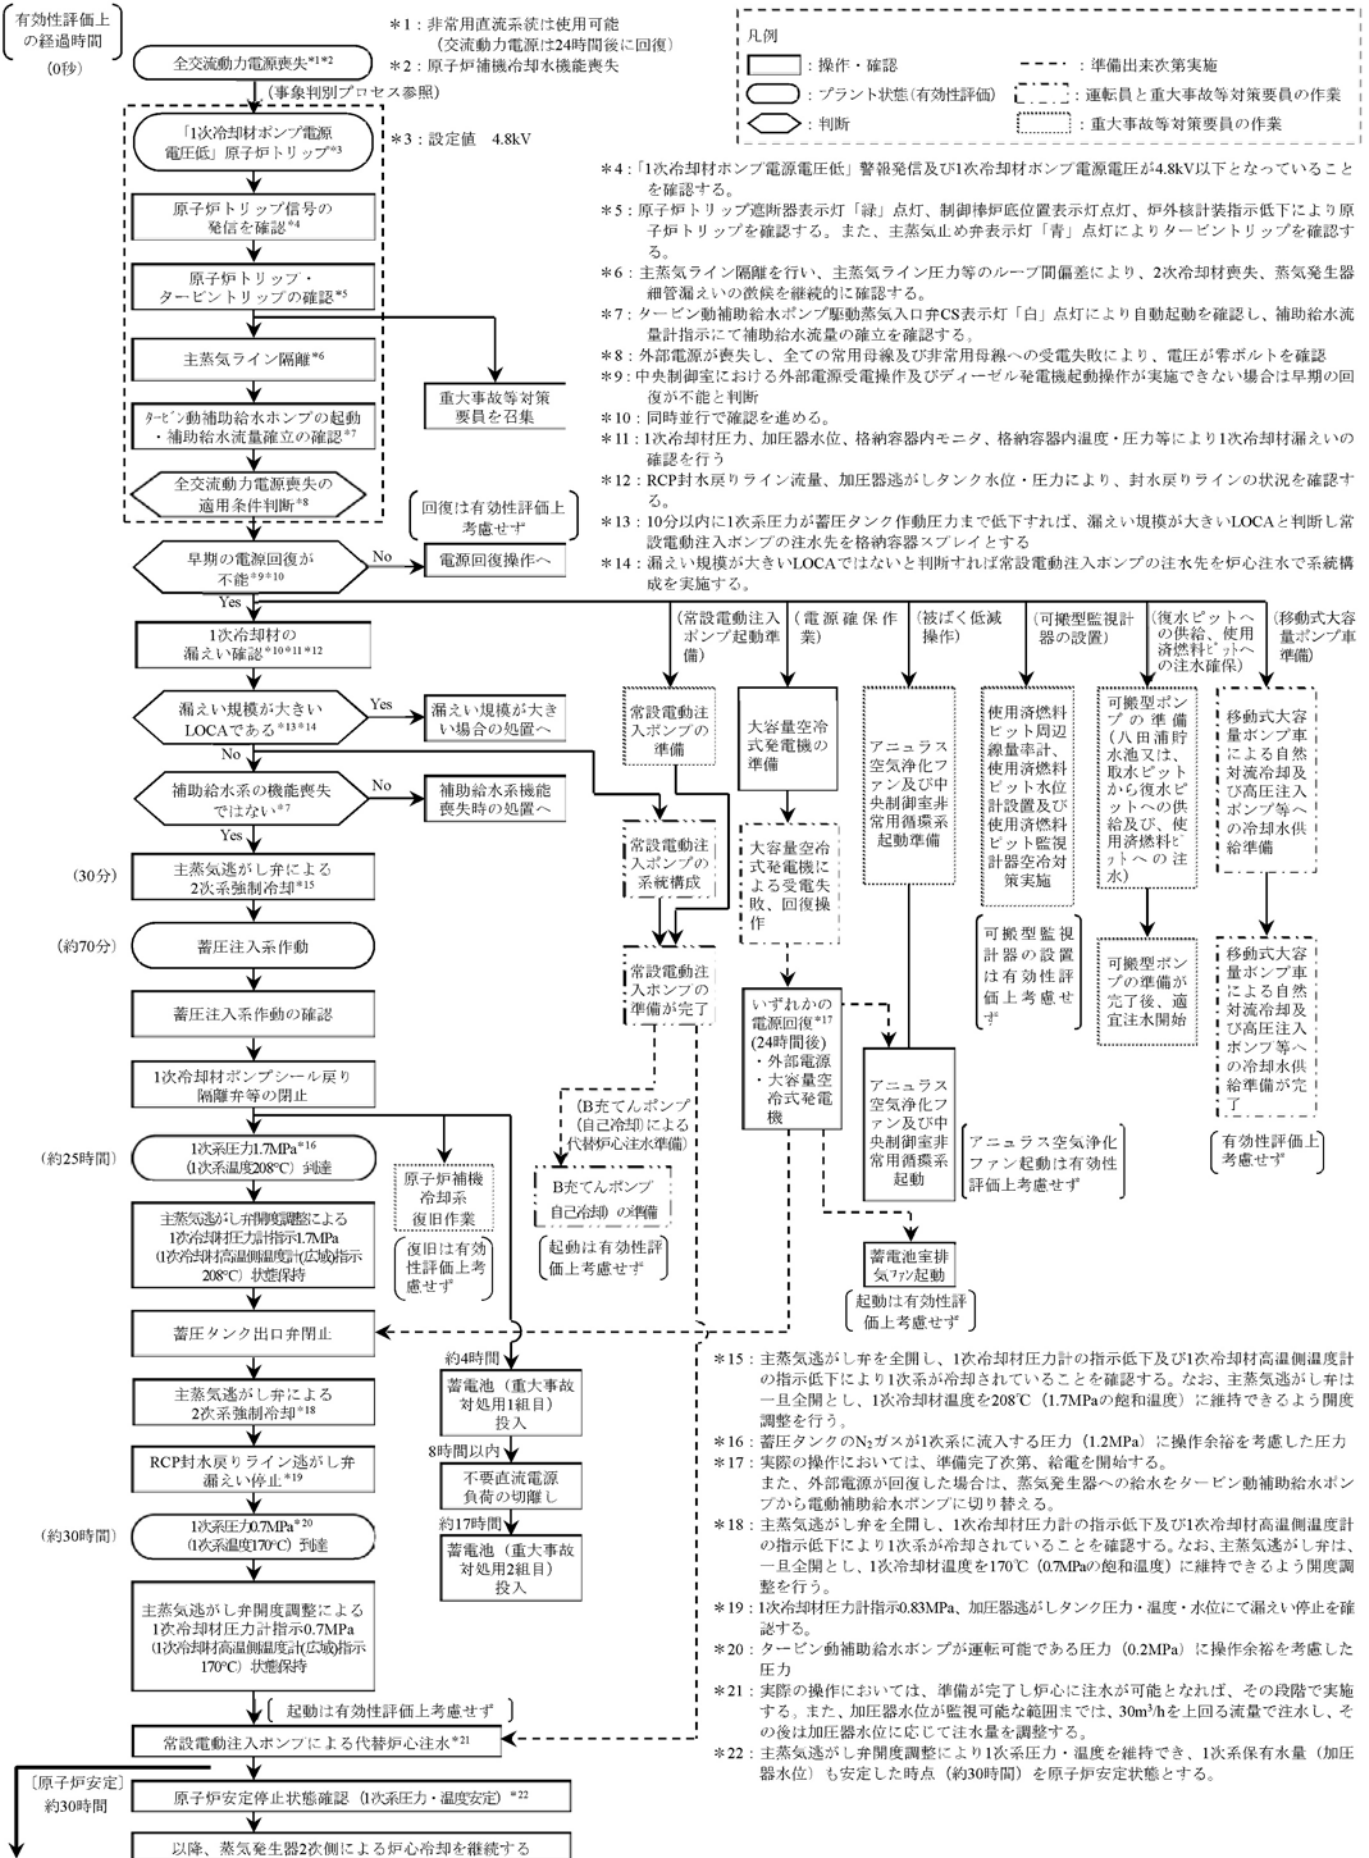 有効性評価上
の経過時間
(0秒)
全交流動力電源喪失*1*2
*1：非常用直流系統は使用可能
（交流動力電源は24時間後に回復）
*2：原子炉補機冷却水機能喪失
(事象判別プロセス参照)
凡例
：操作・確認
：プラント状態(有効性評価)
：判断
：準備出来次第実施
：運転員と重大事故等対策要員の作業
：重大事故等対策要員の作業
「1次冷却材ポンプ電源
電圧低」原子炉トリップ*3
*3：設定値　4.8kV
原子炉トリップ信号の
発信を確認*4
原子炉トリップ・
タービントリップの確認*5
主蒸気ライン隔離*6
重大事故等対策
要員を召集
タービン動補助給水ポンプの起動
・補助給水流量確立の確認*7
全交流動力電源喪失の
適用条件判断*8
回復は有効性評価上
考慮せず
早期の電源回復が
不能*9*10
No
電源回復操作へ
Yes
*4：「1次冷却材ポンプ電源電圧低」警報発信及び1次冷却材ポンプ電源電圧が4.8kV以下となっていること
を確認する。
*5：原子炉トリップ遮断器表示灯「緑」点灯、制御棒炉底位置表示灯点灯、炉外核計装指示低下により原
子炉トリップを確認する。また、主蒸気止め弁表示灯「青」点灯によりタービントリップを確認す
る。
*6：主蒸気ライン隔離を行い、主蒸気ライン圧力等のループ間偏差により、2次冷却材喪失、蒸気発生器
細管漏えいの徴候を継続的に確認する。
*7：タービン動補助給水ポンプ駆動蒸気入口弁CS表示灯「白」点灯により自動起動を確認し、補助給水流
量計指示にて補助給水流量の確立を確認する。
*8：外部電源が喪失し、全ての常用母線及び非常用母線への受電失敗により、電圧が零ボルトを確認
*9：中央制御室における外部電源受電操作及びディーゼル発電機起動操作が実施できない場合は早期の回
復が不能と判断
*10：同時並行で確認を進める。
*11：1次冷却材圧力、加圧器水位、格納容器内モニタ、格納容器内温度・圧力等により1次冷却材漏えいの
確認を行う
*12：RCP封水戻りライン流量、加圧器逃がしタンク水位・圧力により、封水戻りラインの状況を確認す
る。
*13：10分以内に1次系圧力が蓄圧タンク作動圧力まで低下すれば、漏えい規模が大きいLOCAと判断し常
設電動注入ポンプの注水先を格納容器スプレイとする
*14：漏えい規模が大きいLOCAではないと判断すれば常設電動注入ポンプの注水先を炉心注水で系統構
成を実施する。
1次冷却材の
漏えい確認*10*11*12
漏えい規模が大きい
LOCAである*13*14
Yes
漏えい規模が大き
い場合の処置へ
No
補助給水系の機能喪失
ではない*7
No
補助給水系機能
喪失時の処置へ
Yes
(30分)
主蒸気逃がし弁による
2次系強制冷却*15
(約70分)
蓄圧注入系作動
蓄圧注入系作動の確認
1次冷却材ポンプシール戻り
隔離弁等の閉止
(約25時間)
1次系圧力1.7MPa*16
(1次系温度208℃）到達
主蒸気逃がし弁開度調整による
1次冷却材圧力計指示1.7MPa
(1次冷却材高温側温度計(広域)指示
208℃）状態保持
蓄圧タンク出口弁閉止
主蒸気逃がし弁による
2次系強制冷却*18
RCP封水戻りライン逃がし弁
漏えい停止*19
(約30時間)
1次系圧力0.7MPa*20
(1次系温度170℃）到達
主蒸気逃がし弁開度調整による
1次冷却材圧力計指示0.7MPa
(1次冷却材高温側温度計(広域)指示
170℃）状態保持
起動は有効性評価上考慮せず
常設電動注入ポンプによる代替炉心注水*21
〔原子炉安定〕
約30時間
原子炉安定停止状態確認（1次系圧力・温度安定）*22
以降、蒸気発生器2次側による炉心冷却を継続する
(常設電動注入
ポンプ起動準
備)
常設電動注
入ポンプの
準備
常設電動注
入ポンプの
系統構成
常設電動注
入ポンプの
準備が完了
(B充てんポンプ
(自己冷却)による
代替炉心注水準備)
B充てんポンプ
自己冷却）の準備
起動は有効性評
価上考慮せず
原子炉補機
冷却系
復旧作業
復旧は有効
性評価上考
慮せず
約4時間
蓄電池（重大事故
対処用1組目）
投入
8時間以内
不要直流電源
負荷の切離し
約17時間
蓄電池（重大事故
対処用2組目）
投入
(電源確保作
業)
大容量空冷
式発電機の
準備
大容量空冷
式発電機に
よる受電失
敗、回復操
作
いずれかの
電源回復*17
(24時間後)
・外部電源
・大容量空
冷式発電
機
(被ばく低減
操作)
アニュラス
空気浄化フ
ァン及び中
央制御室非
常用循環系
起動準備
アニュラス
空気浄化フ
ァン及び中
央制御室非
常用循環系
起動
アニュラス空気浄化
ファン起動は有効性
評価上考慮せず
蓄電池室排
気ファン起動
起動は有効性評
価上考慮せず
(可搬型監視計
器の設置)
使用済燃料
ピット周辺
線量率計、
使用済燃料
ピット水位
計設置及び
使用済燃料
ピット監視
計器空冷対
策実施
可搬型監視
計器の設置
は有効性評
価上考慮せ
ず
(復水ピットへ
の供給、使用
済燃料ピットへ
の注水確保)
可搬型ポン
プの準備
(八田浦貯
水池又は、
取水ピット
から復水ピ
ットへの供
給及び、使
用済燃料ピ
ットへの注
水)
可搬型ポン
プの準備が
完了後、適
宜注水開始
(移動式大容
量ポンプ車
準備)
移動式大容
量ポンプ車
による自然
対流冷却及
び高圧注入
ポンプ等へ
の冷却水供
給準備
移動式大容
量ポンプ車
による自然
対流冷却及
び高圧注入
ポンプ等へ
の冷却水供
給準備が完
了
有効性評価上
考慮せず
*15：主蒸気逃がし弁を全開し、1次冷却材圧力計の指示低下及び1次冷却材高温側温度計
の指示低下により1次系が冷却されていることを確認する。なお、主蒸気逃がし弁は
一旦全開とし、1次冷却材温度を208℃（1.7MPaの飽和温度）に維持できるよう開度
調整を行う。
*16：蓄圧タンクのN₂ガスが1次系に流入する圧力（1.2MPa）に操作余裕を考慮した圧力
*17：実際の操作においては、準備完了次第、給電を開始する。
また、外部電源が回復した場合は、蒸気発生器への給水をタービン動補助給水ポン
プから電動補助給水ポンプに切り替える。
*18：主蒸気逃がし弁を全開し、1次冷却材圧力計の指示低下及び1次冷却材高温側温度計
の指示低下により1次系が冷却されていることを確認する。なお、主蒸気逃がし弁は、
一旦全開とし、1次冷却材温度を170℃（0.7MPaの飽和温度）に維持できるよう開度調
整を行う。
*19：1次冷却材圧力計指示0.83MPa、加圧器逃がしタンク圧力・温度・水位にて漏えい停止を確
認する。
*20：タービン動補助給水ポンプが運転可能である圧力（0.2MPa）に操作余裕を考慮した
圧力
*21：実際の操作においては、準備が完了し炉心に注水が可能となれば、その段階で実施
する。また、加圧器水位が監視可能な範囲までは、30m³/hを上回る流量で注水し、そ
の後は加圧器水位に応じて注水量を調整する。
*22：主蒸気逃がし弁開度調整により1次系圧力・温度を維持でき、1次系保有水量（加圧
器水位）も安定した時点（約30時間）を原子炉安定状態とする。